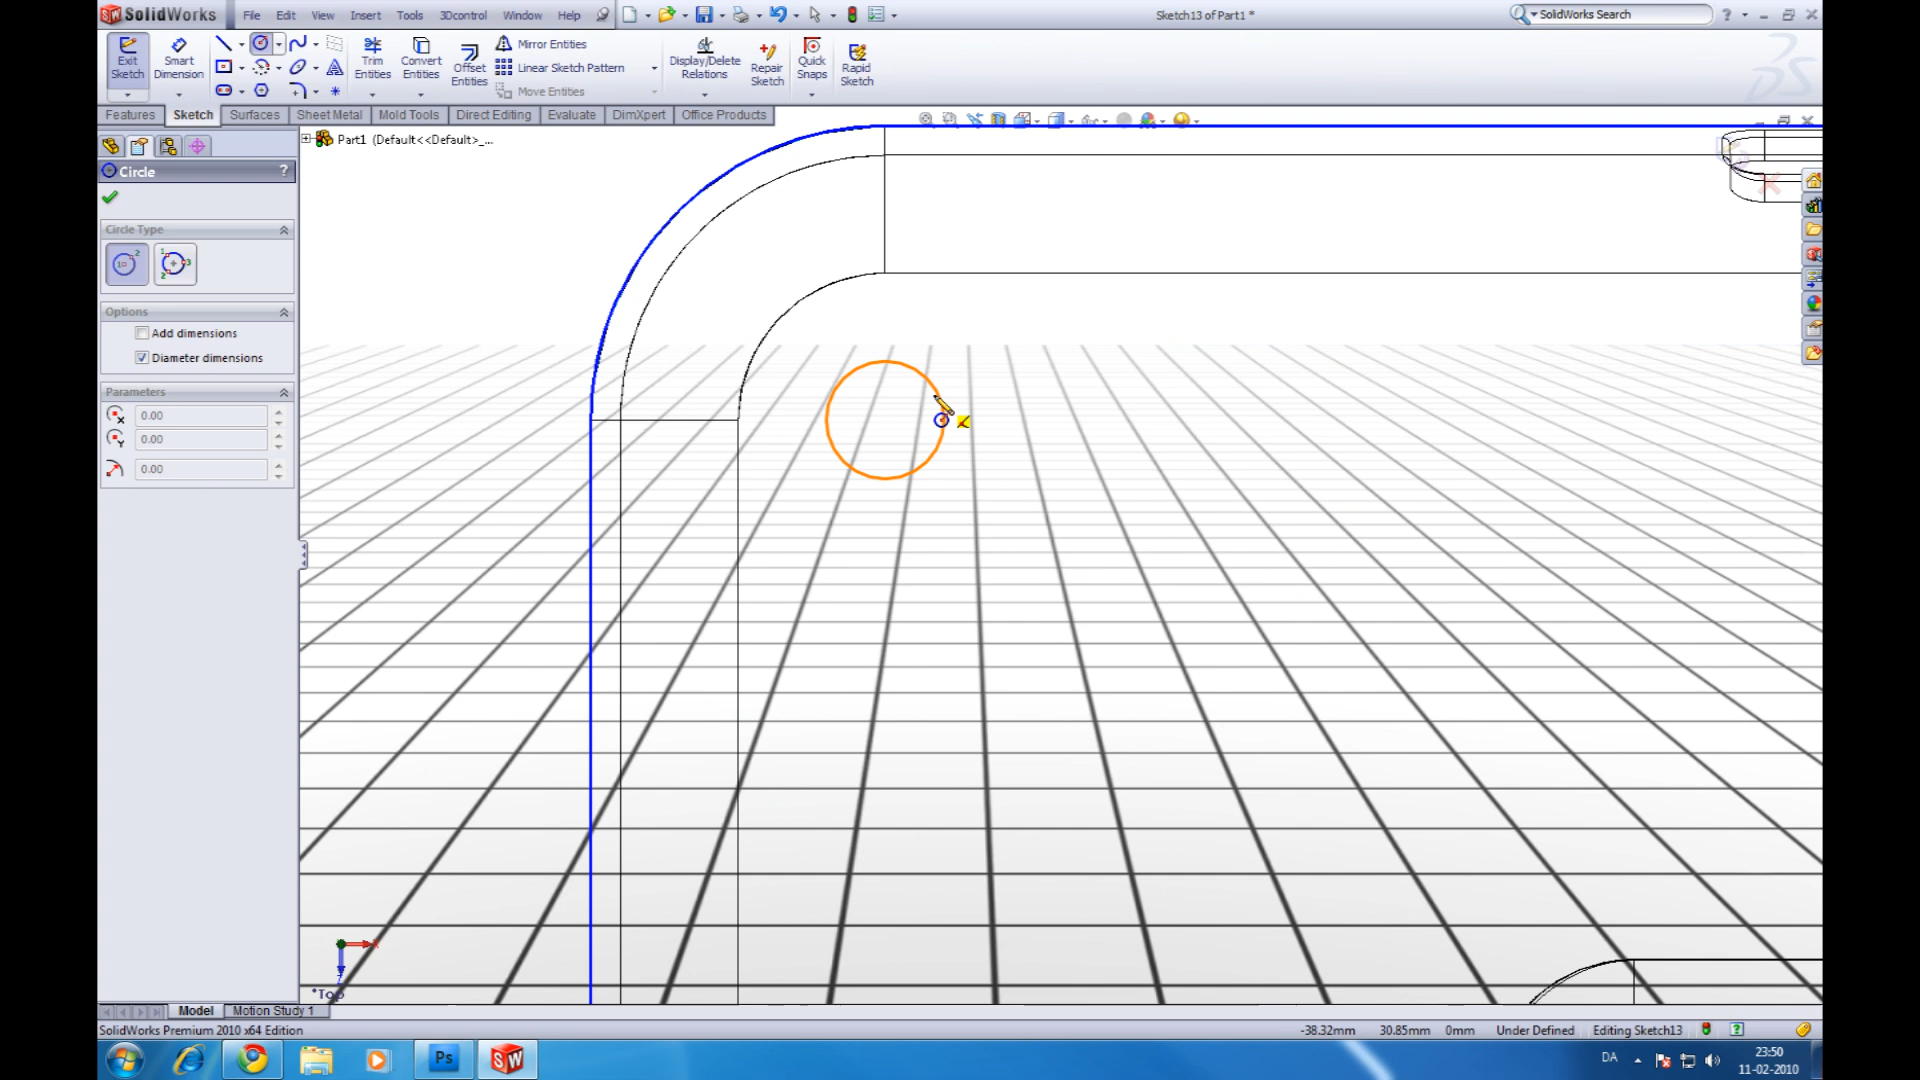 SolidWorks File Edit View Insert Tools 3Dcontrol Window Help Sketch13 of Part1 * SolidWorks Search
Exit Sketch Smart Dimension Trim Entities Convert Entities Offset Entities Mirror Entities Linear Sketch Pattern Move Entities Display/Delete Relations Repair Sketch Quick Snaps Rapid Sketch
Features Sketch Surfaces Sheet Metal Mold Tools Direct Editing Evaluate DimXpert Office Products
Part1 (Default<<Default>_...
Circle ?
Circle Type
Options
Add dimensions
Diameter dimensions
Parameters
0.00
0.00
0.00
*Top
Model Motion Study 1
SolidWorks Premium 2010 x64 Edition -38.32mm 30.85mm 0mm Under Defined Editing Sketch13
Ps SW DA 23:50
11-02-2010